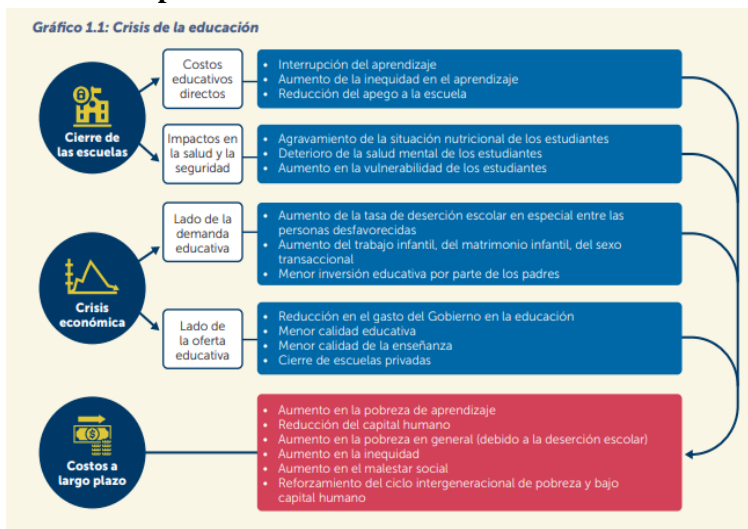 Gráfico 1.1: Crisis de la educación
Cierre de
las escuelas
Costos
educativos
directos
• Interrupción del aprendizaje
• Aumento de la inequidad en el aprendizaje
• Reducción del apego a la escuela
Impactos en
la salud y la
seguridad
• Agravamiento de la situación nutricional de los estudiantes
• Deterioro de la salud mental de los estudiantes
• Aumento en la vulnerabilidad de los estudiantes
Crisis
económica
Lado de la
demanda
educativa
• Aumento de la tasa de deserción escolar en especial entre las
personas desfavorecidas
• Aumento del trabajo infantil, del matrimonio infantil, del sexo
transaccional
• Menor inversión educativa por parte de los padres
Lado de
la oferta
educativa
• Reducción en el gasto del Gobierno en la educación
• Menor calidad educativa
• Menor calidad de la enseñanza
• Cierre de escuelas privadas
Costos a
largo plazo
• Aumento en la pobreza de aprendizaje
• Reducción del capital humano
• Aumento en la pobreza en general (debido a la deserción escolar)
• Aumento en la inequidad
• Aumento en el malestar social
• Reforzamiento del ciclo intergeneracional de pobreza y bajo
capital humano